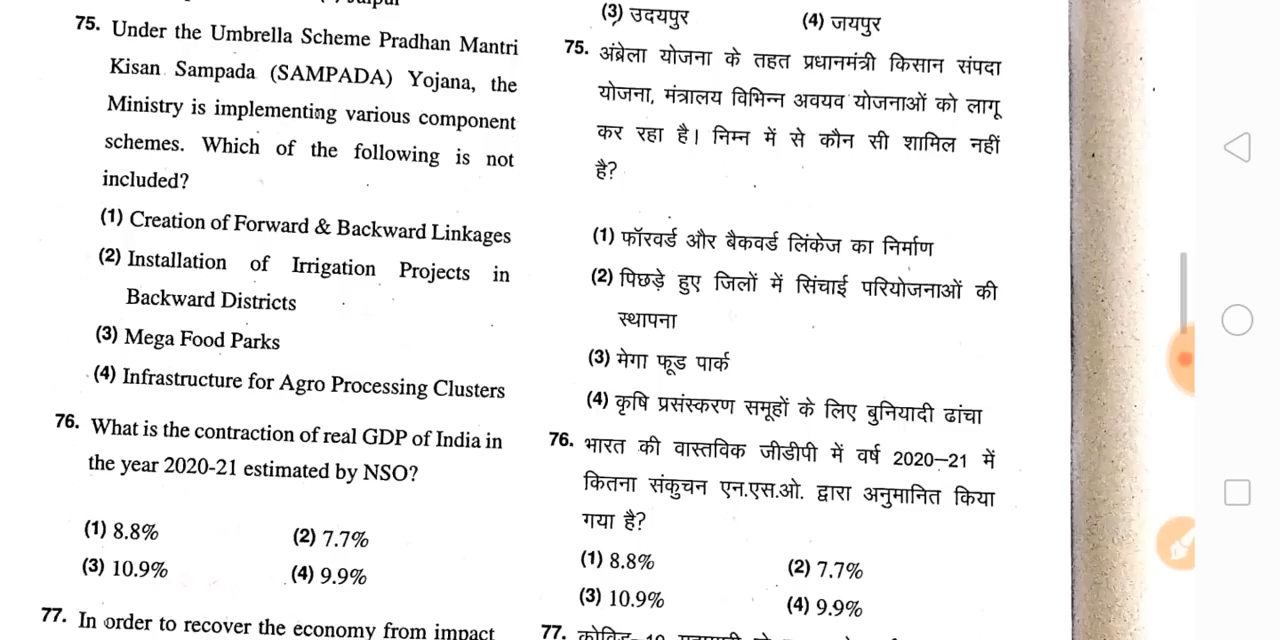 75. Under the Umbrella Scheme Pradhan Mantri
Kisan Sampada (SAMPADA) Yojana, the
Ministry is implementing various component
schemes. Which of the following is not
included?
(1) Creation of Forward & Backward Linkages
(2) Installation of Irrigation Projects in
Backward Districts
(3) Mega Food Parks
(4) Infrastructure for Agro Processing Clusters
76. What is the contraction of real GDP of India in
the year 2020-21 estimated by NSO?
(1) 8.8% (2) 7.7%
(3) 10.9% (4) 9.9%
77. In order to recover the economy from impact
(3) उदयपुर (4) जयपुर
75. अंब्रेला योजना के तहत प्रधानमंत्री किसान संपदा
योजना, मंत्रालय विभिन्न अवयव योजनाओं को लागू
कर रहा है। निम्न में से कौन सी शामिल नहीं
है?
(1) फॉरवर्ड और बैकवर्ड लिंकेज का निर्माण
(2) पिछड़े हुए जिलों में सिंचाई परियोजनाओं की
स्थापना
(3) मेगा फूड पार्क
(4) कृषि प्रसंस्करण समूहों के लिए बुनियादी ढांचा
76. भारत की वास्तविक जीडीपी में वर्ष 2020–21 में
कितना संकुचन एन.एस.ओ. द्वारा अनुमानित किया
गया है?
(1) 8.8% (2) 7.7%
(3) 10.9% (4) 9.9%
77.